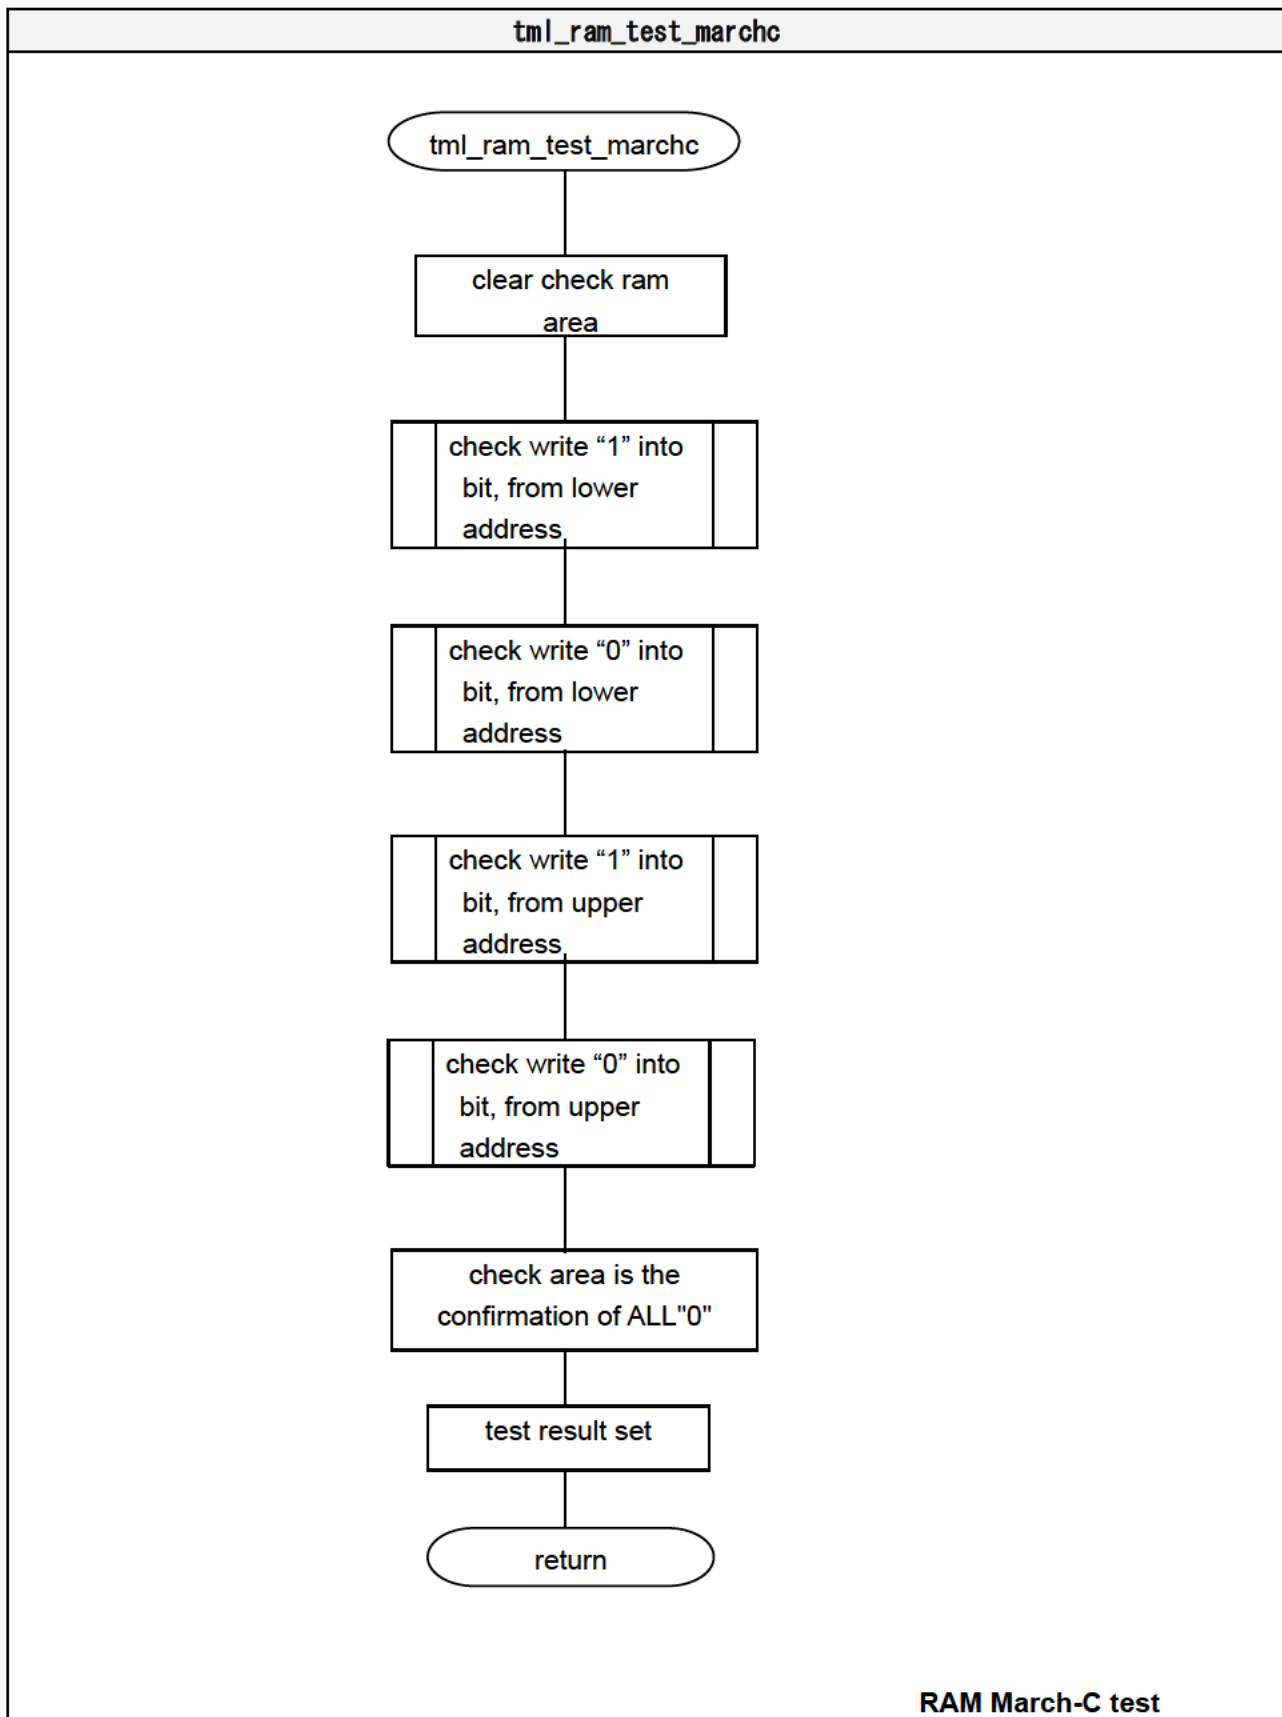 tml_ram_test_marchc
tml_ram_test_marchc
clear check ram
area
check write “1” into
bit, from lower
address
check write “0” into
bit, from lower
address
check write “1” into
bit, from upper
address
check write “0” into
bit, from upper
address
check area is the
confirmation of ALL"0"
test result set
return
RAM March-C test